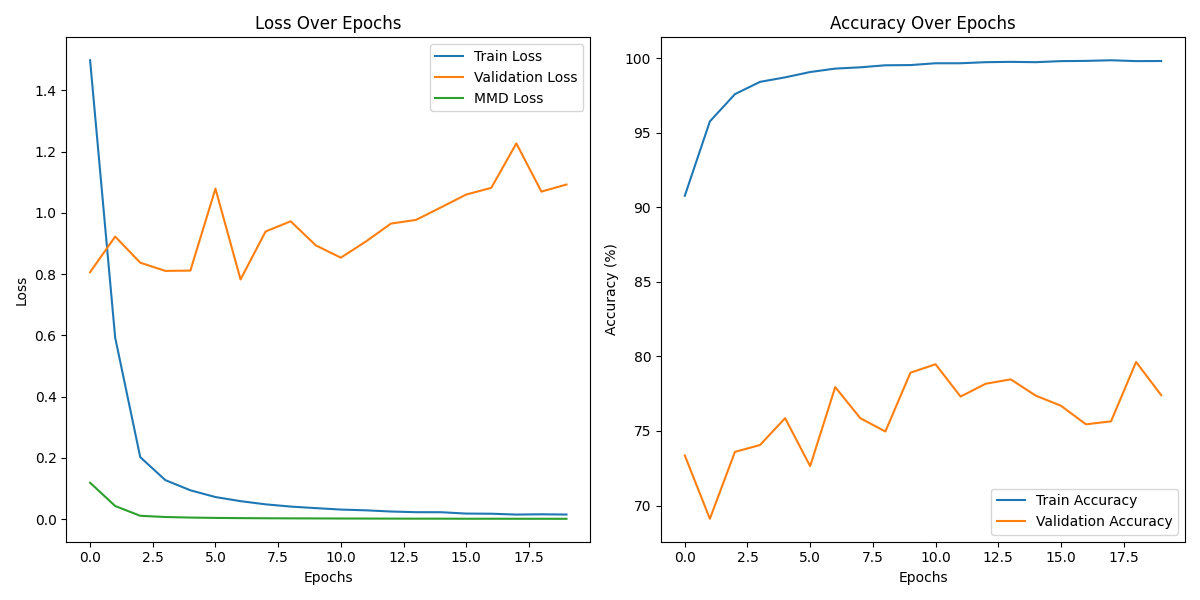 Loss Over Epochs
Loss
1.4
1.2
1.0
0.8
0.6
0.4
0.2
0.0
Train Loss
Validation Loss
MMD Loss
0.0 2.5 5.0 7.5 10.0 12.5 15.0 17.5
Epochs
Accuracy Over Epochs
Accuracy (%)
100
95
90
85
80
75
70
Train Accuracy
Validation Accuracy
0.0 2.5 5.0 7.5 10.0 12.5 15.0 17.5
Epochs